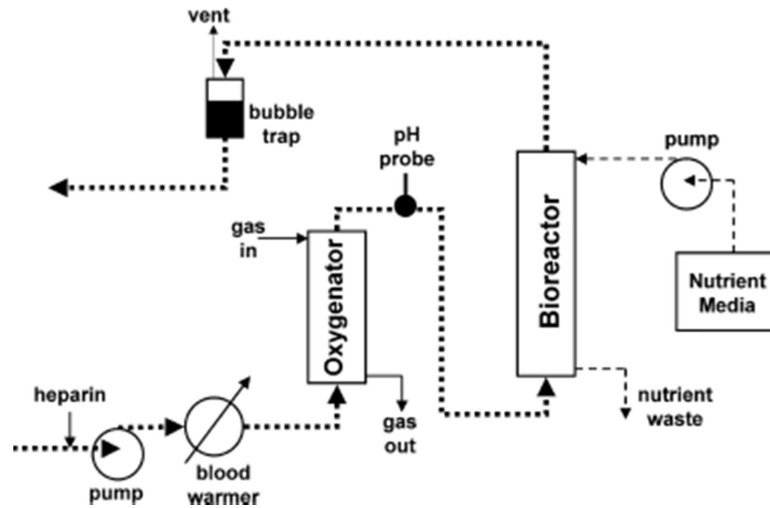 vent
bubble
trap
pH
probe
pump
gas
in
Oxygenator
Bioreactor
Nutrient
Media
heparin
gas
out
nutrient
waste
blood
warmer
pump